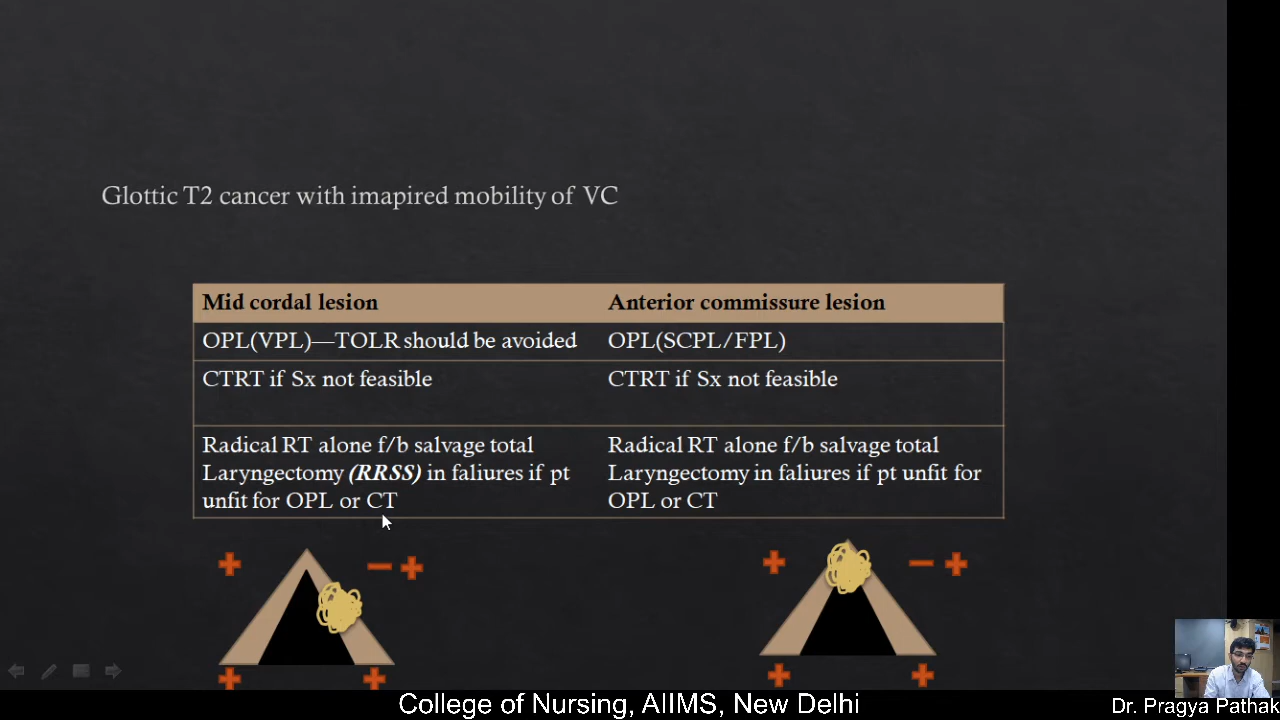 Glottic T2 cancer with imapired mobility of VC
Mid cordal lesion
Anterior commissure lesion
OPL(VPL)—TOLR should be avoided
OPL(SCPL/FPL)
CTRT if Sx not feasible
CTRT if Sx not feasible
Radical RT alone f/b salvage total
Laryngectomy (RRSS) in faliures if pt
unfit for OPL or CT
Radical RT alone f/b salvage total
Laryngectomy in faliures if pt unfit for
OPL or CT
College of Nursing, AIIMS, New Delhi
Dr. Pragya Pathak